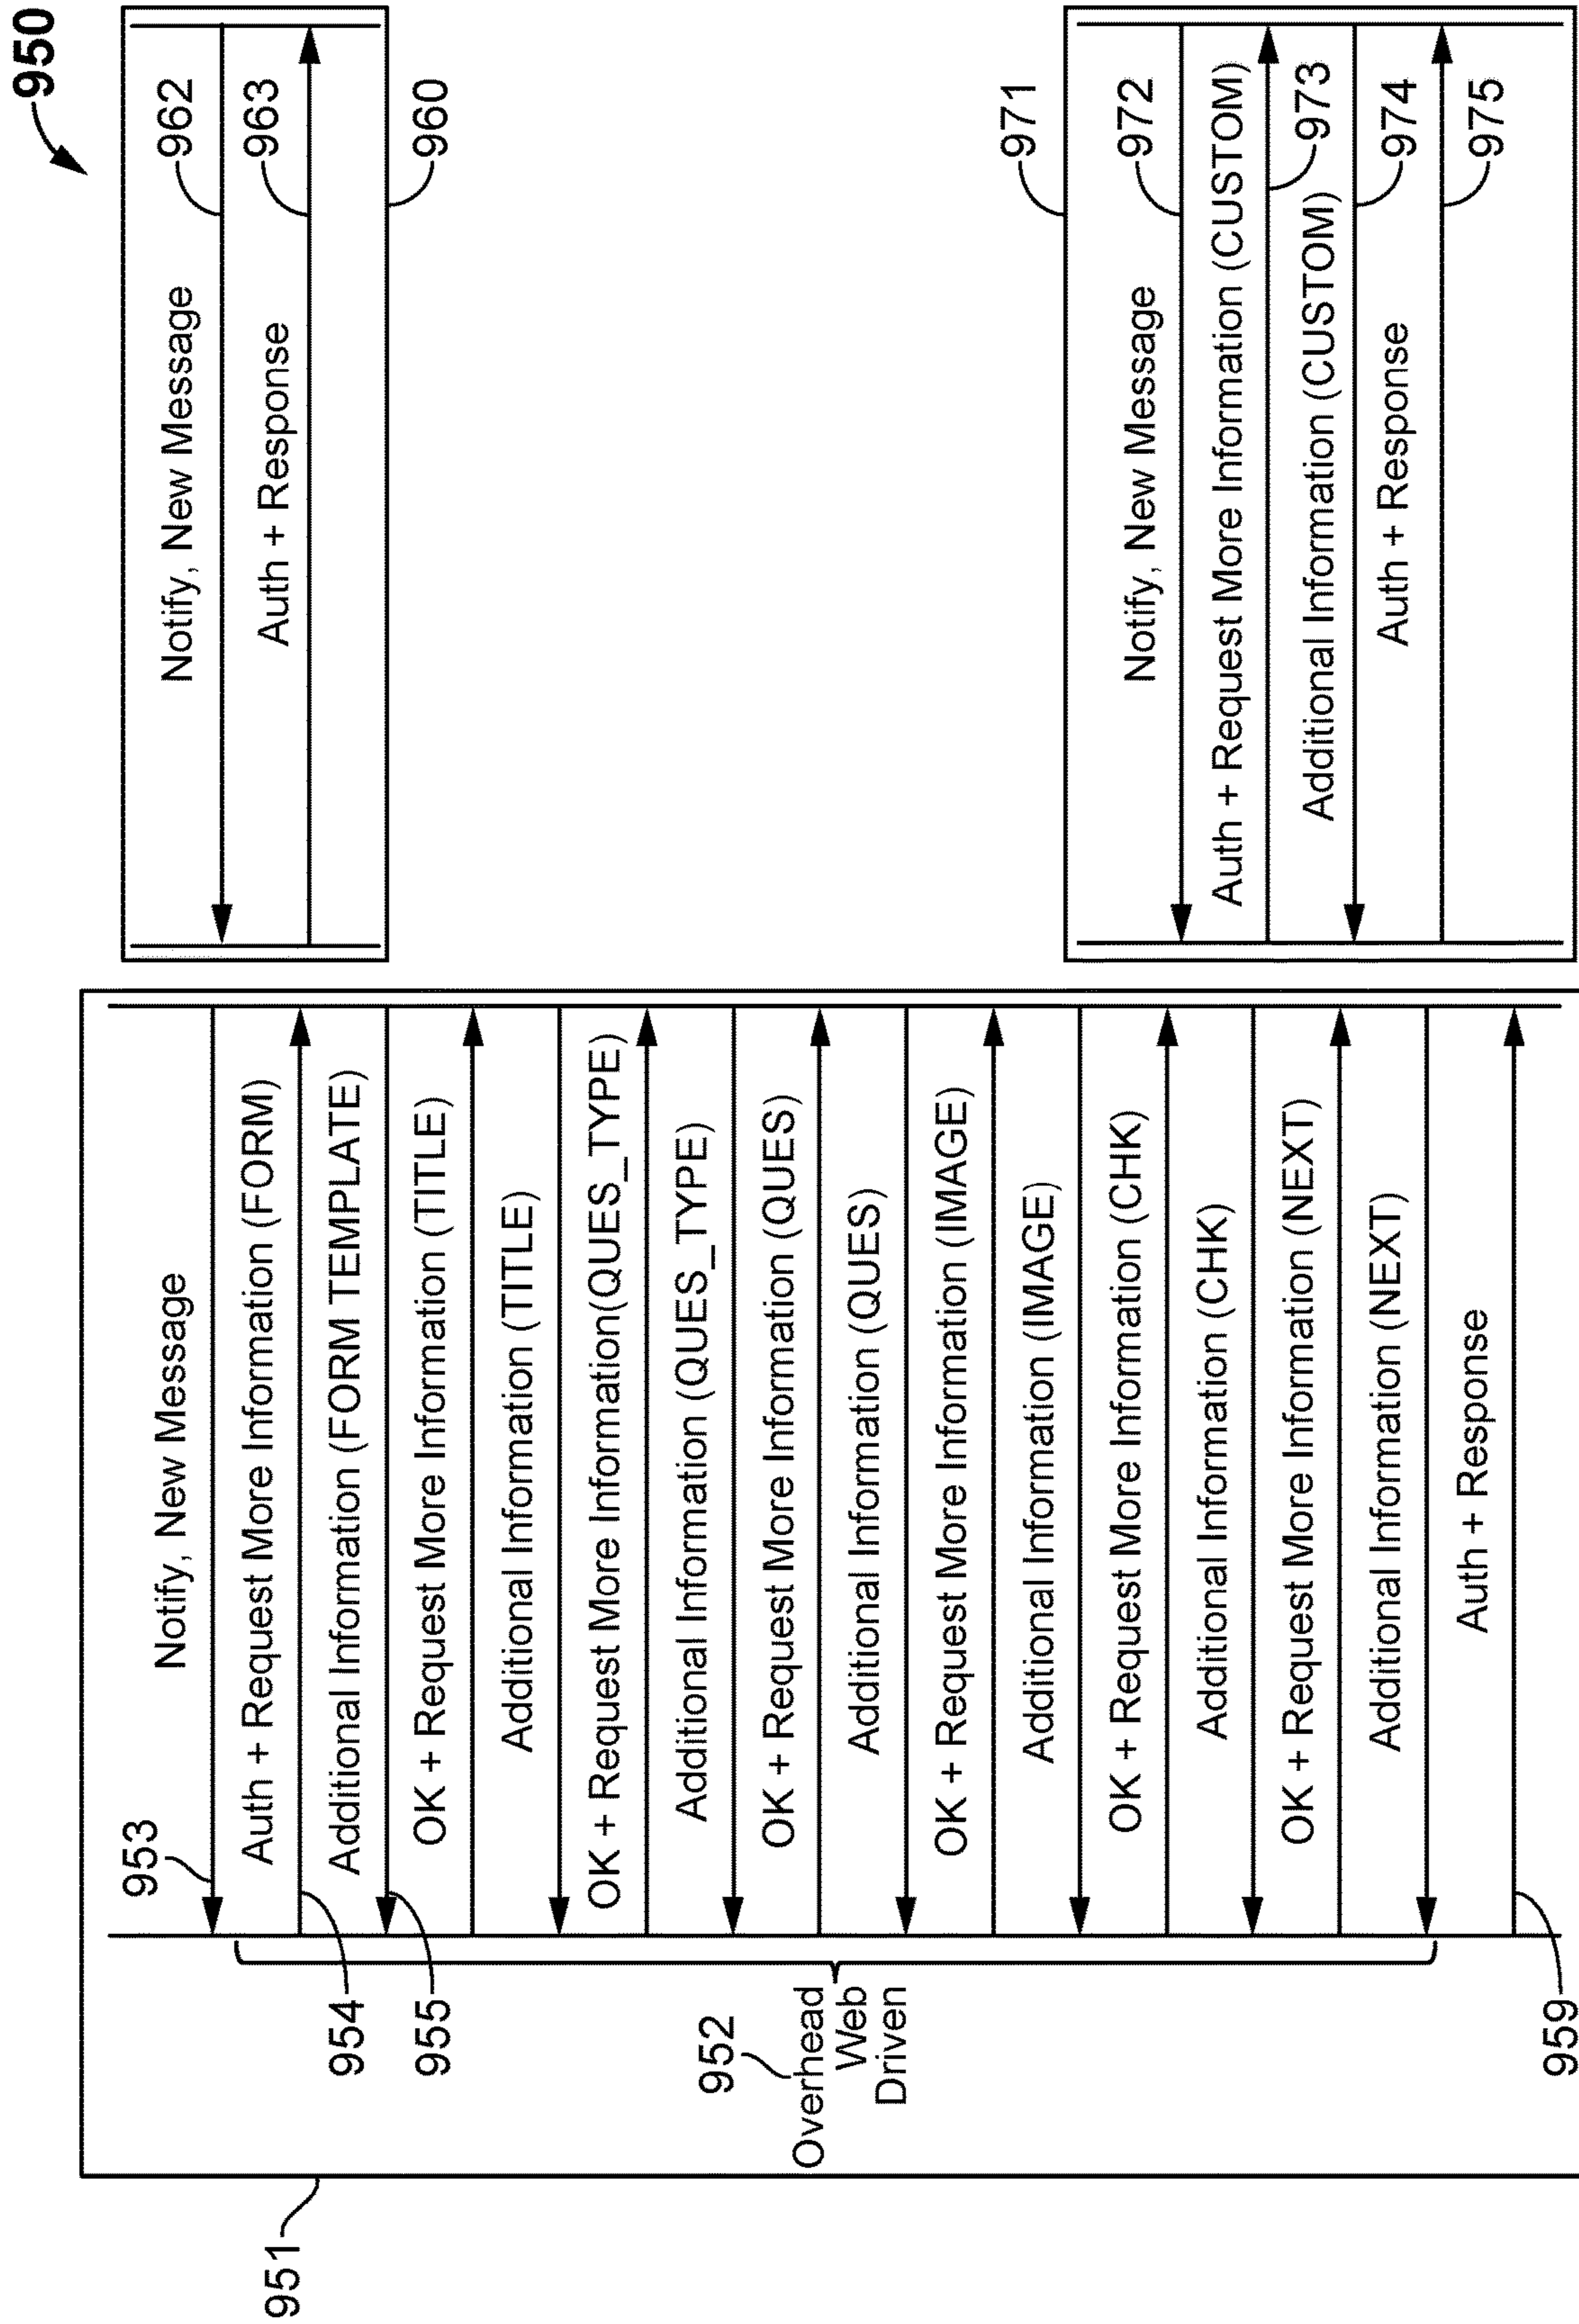 950
951
953
Notify, New Message
Auth + Request More Information (FORM)
954
Additional Information (FORM TEMPLATE)
955
OK + Request More Information (TITLE)
Additional Information (TITLE)
OK + Request More Information(QUES_TYPE)
Additional Information (QUES_TYPE)
952
Overhead
Web
Driven
OK + Request More Information (QUES)
Additional Information (QUES)
OK + Request More Information (IMAGE)
Additional Information (IMAGE)
OK + Request More Information (CHK)
Additional Information (CHK)
OK + Request More Information (NEXT)
Additional Information (NEXT)
Auth + Response
959
Notify, New Message
962
Auth + Response
963
960
971
Notify, New Message
972
Auth + Request More Information (CUSTOM)
973
Additional Information (CUSTOM)
974
Auth + Response
975